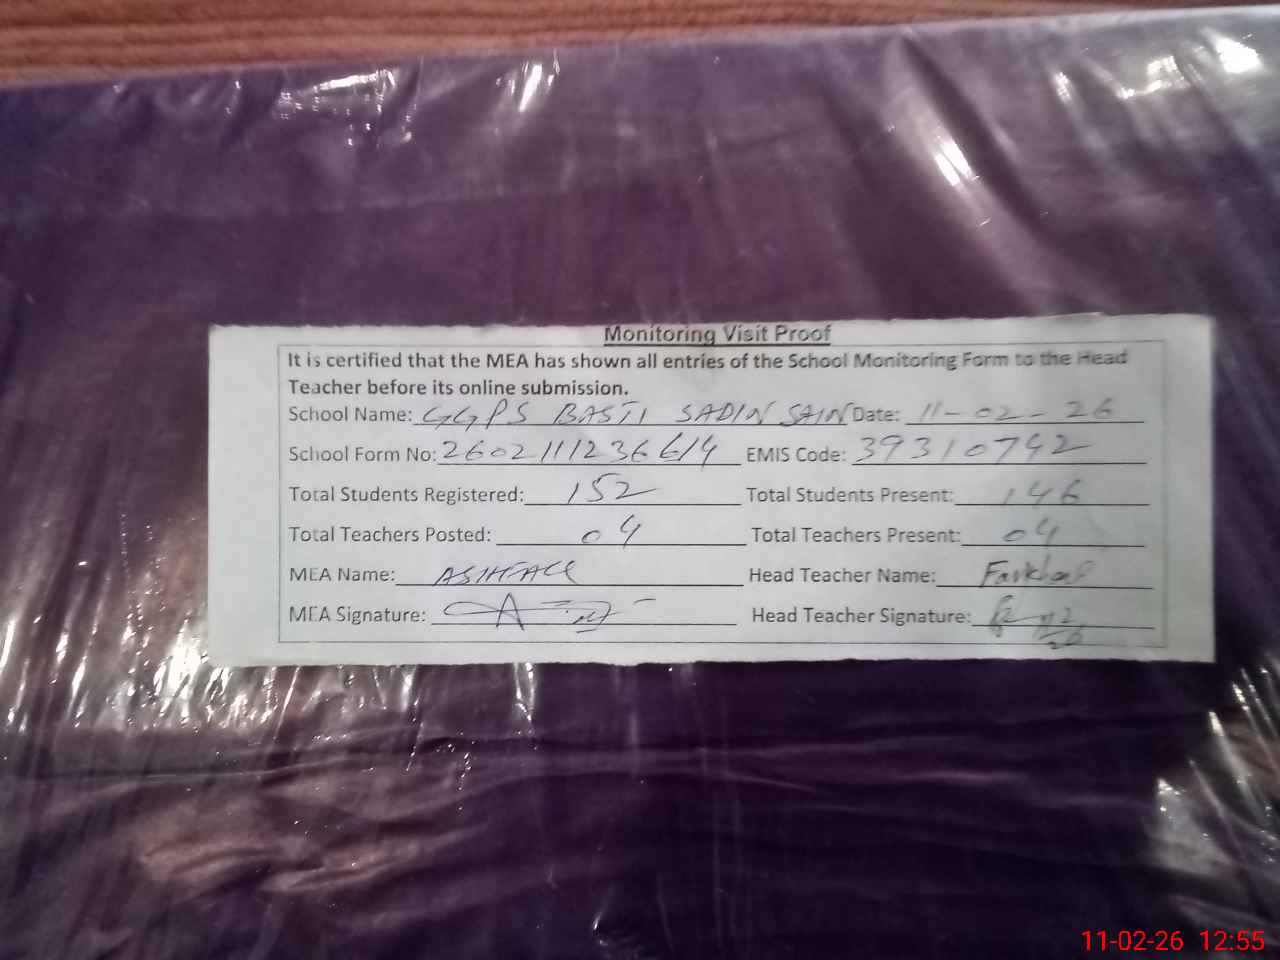 Monitoring Visit Proof
It is certified that the MEA has shown all entries of the School Monitoring Form to the Head
Teacher before its online submission.
School Name: GGPS BASTI SADIN SAIN Date: 11-02-26
School Form No: 2602111236614 EMIS Code: 39310742
Total Students Registered: 152 Total Students Present: 146
Total Teachers Posted: 04 Total Teachers Present: 04
MEA Name: ASHFAQ Head Teacher Name:
MEA Signature: Head Teacher Signature:
11-02-26 12:55